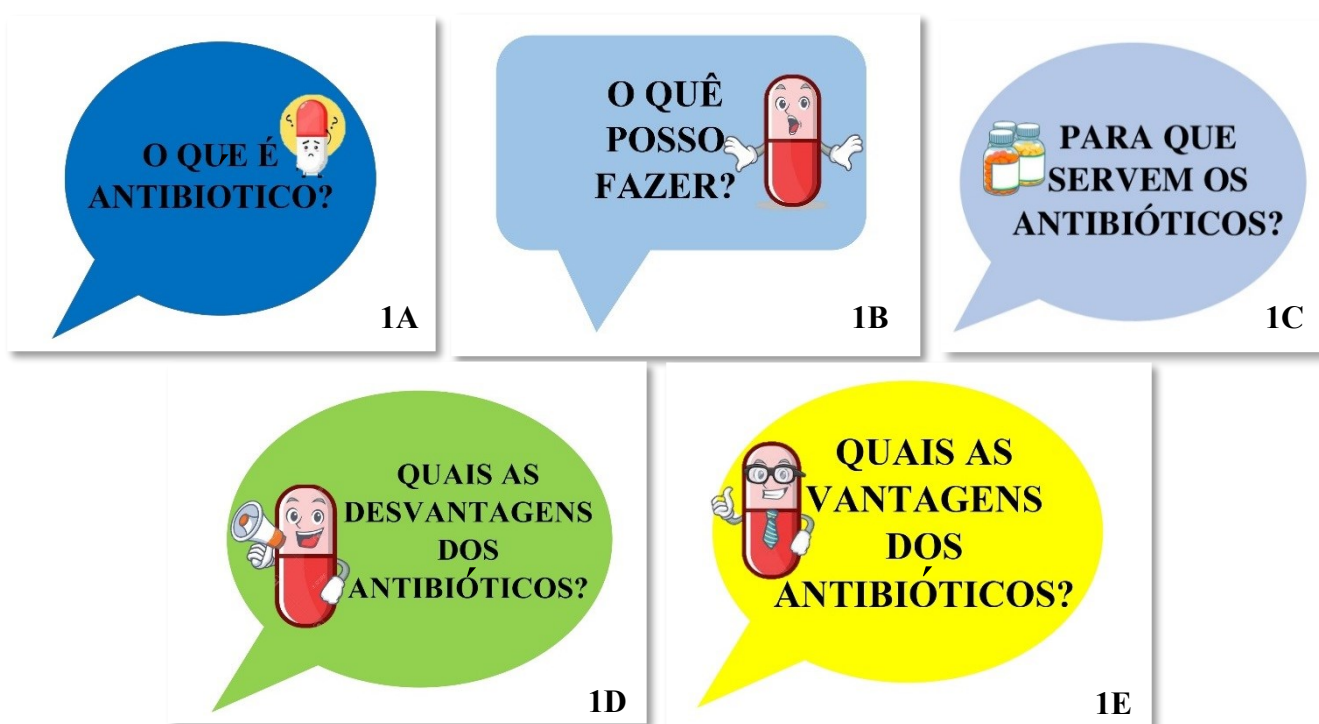 O QUE É
ANTIBIOTICO?
1A
O QUÊ
POSSO
FAZER?
1B
PARA QUE
SERVEM OS
ANTIBIÓTICOS?
1C
QUAIS AS
DESVANTAGENS
DOS
ANTIBIÓTICOS?
1D
QUAIS AS
VANTAGENS
DOS
ANTIBIÓTICOS?
1E